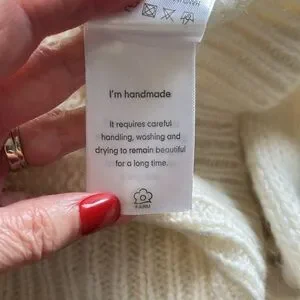 I'm handmade
It requires careful
handling, washing and
drying to remain beautiful
for a long time.